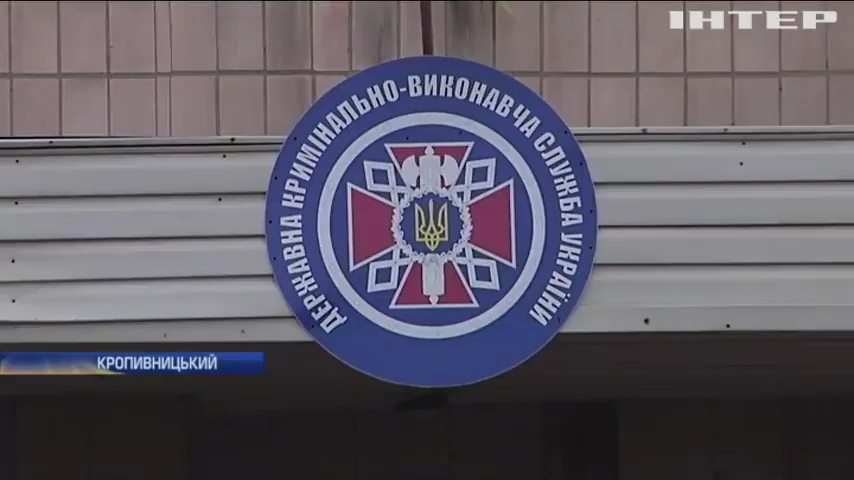 ІНТЕР
ДЕРЖАВНА КРИМІНАЛЬНО-ВИКОНАВЧА СЛУЖБА УКРАЇНИ
КРОПИВНИЦЬКИЙ